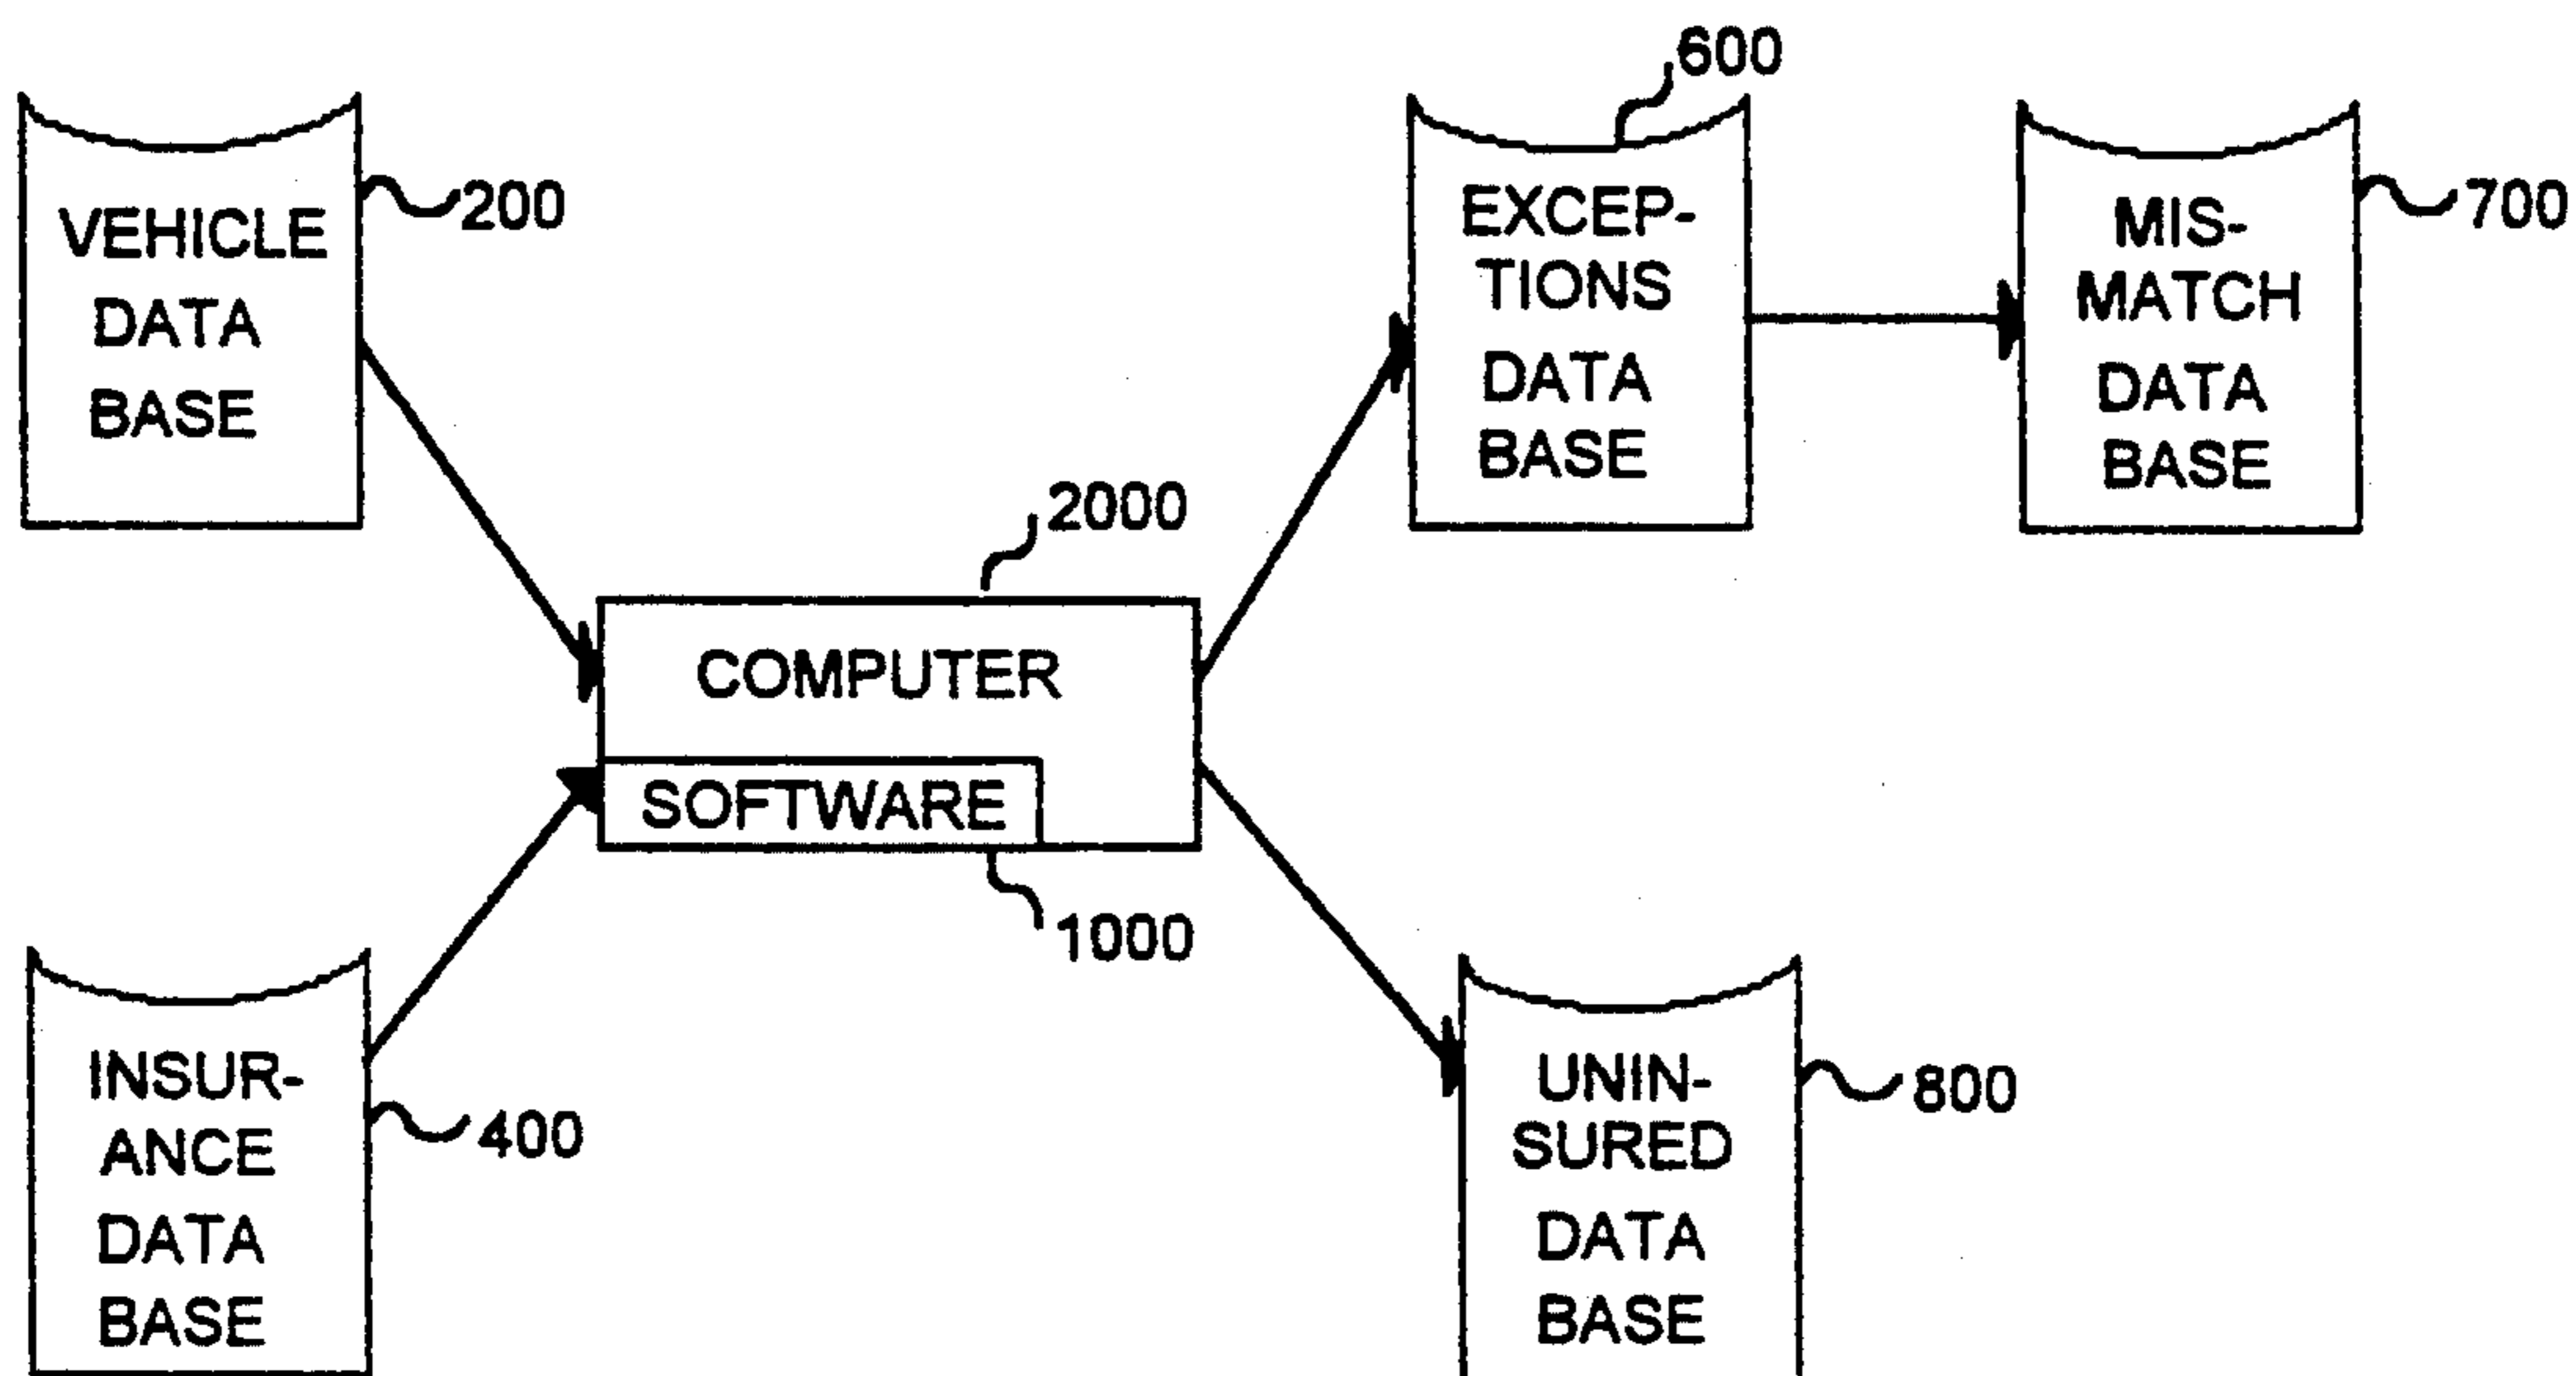 VEHICLE
DATA
BASE
200
INSUR-
ANCE
DATA
BASE
400
2000
COMPUTER
SOFTWARE
1000
600
EXCEP-
TIONS
DATA
BASE
MIS-
MATCH
DATA
BASE
700
UNIN-
SURED
DATA
BASE
800